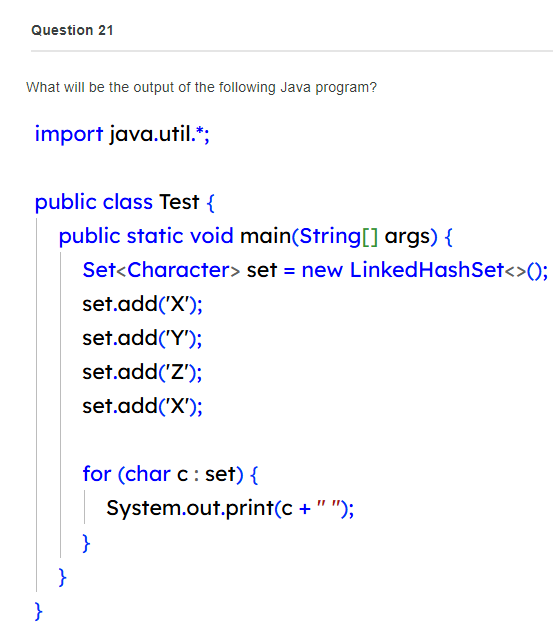 Question 21
What will be the output of the following Java program?
import java.util.*;
public class Test {
public static void main(String[] args) {
Set<Character> set = new LinkedHashSet<>();
set.add('X');
set.add('Y');
set.add('Z');
set.add('X');
for (char c : set) {
System.out.print(c + " ");
}
}
}